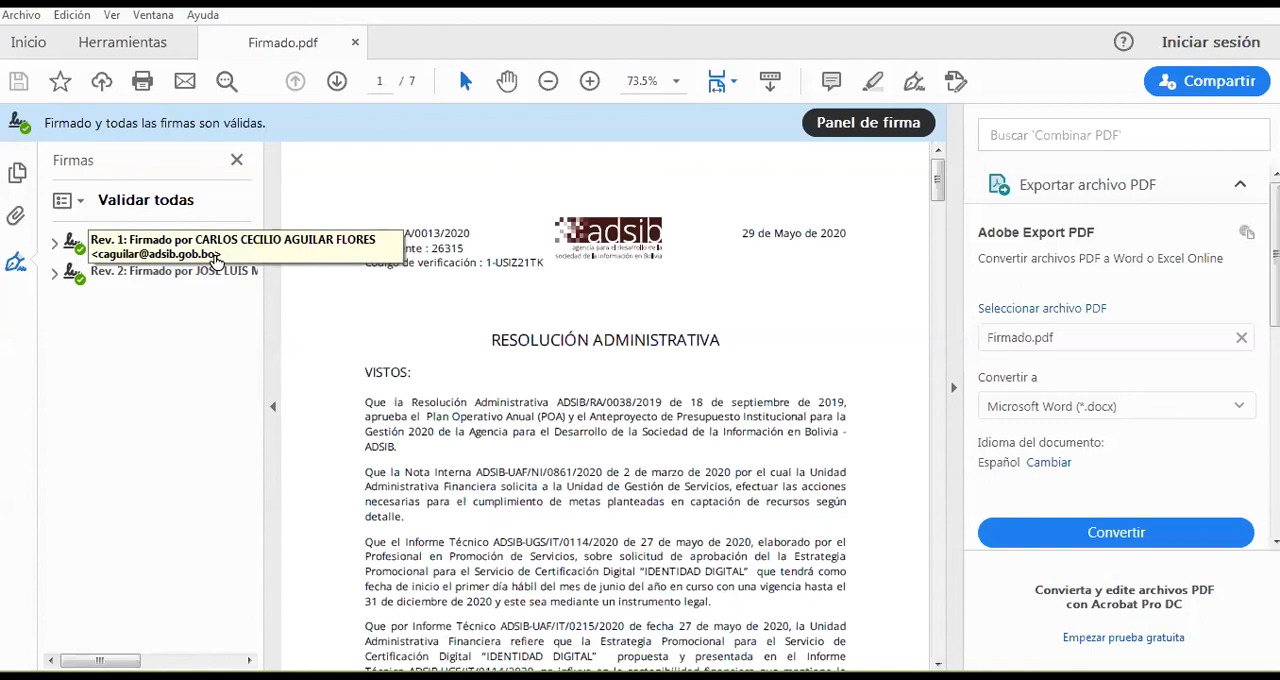 Archivo Edición Ver Ventana Ayuda
Inicio Herramientas Firmado.pdf × ? Iniciar sesión
1 / 7 73.5% Compartir
Firmado y todas las firmas son válidas. Panel de firma
Firmas
Validar todas
Rev. 1: Firmado por CARLOS CECILIO AGUILAR FLORES
<caguilar@adsib.gob.bo>
Rev. 2: Firmado por JOSE LUIS M
A/0013/2020
nte : 26315
Código de verificación : 1-USIZ21TK
adsib
agencia para el desarrollo de la
sociedad de la información en Bolivia
29 de Mayo de 2020
RESOLUCIÓN ADMINISTRATIVA
VISTOS:
Que la Resolución Administrativa ADSIB/RA/0038/2019 de 18 de septiembre de 2019,
aprueba el Plan Operativo Anual (POA) y el Anteproyecto de Presupuesto Institucional para la
Gestión 2020 de la Agencia para el Desarrollo de la Sociedad de la Información en Bolivia -
ADSIB.
Que la Nota Interna ADSIB-UAF/NI/0861/2020 de 2 de marzo de 2020 por el cual la Unidad
Administrativa Financiera solicita a la Unidad de Gestión de Servicios, efectuar las acciones
necesarias para el cumplimiento de metas planteadas en captación de recursos según
detalle.
Que el Informe Técnico ADSIB-UGS/IT/0114/2020 de 27 de mayo de 2020, elaborado por el
Profesional en Promoción de Servicios, sobre solicitud de aprobación del la Estrategia
Promocional para el Servicio de Certificación Digital “IDENTIDAD DIGITAL” que tendrá como
fecha de inicio el primer día hábil del mes de junio del año en curso con una vigencia hasta el
31 de diciembre de 2020 y este sea mediante un instrumento legal.
Que por Informe Técnico ADSIB-UAF/IT/0215/2020 de fecha 27 de mayo de 2020, la Unidad
Administrativa Financiera refiere que la Estrategia Promocional para el Servicio de
Certificación Digital “IDENTIDAD DIGITAL” propuesta y presentada en el Informe
Buscar 'Combinar PDF'
Exportar archivo PDF
Adobe Export PDF
Convertir archivos PDF a Word o Excel Online
Seleccionar archivo PDF
Firmado.pdf
Convertir a
Microsoft Word (*.docx)
Idioma del documento:
Español Cambiar
Convertir
Convierta y edite archivos PDF
con Acrobat Pro DC
Empezar prueba gratuita